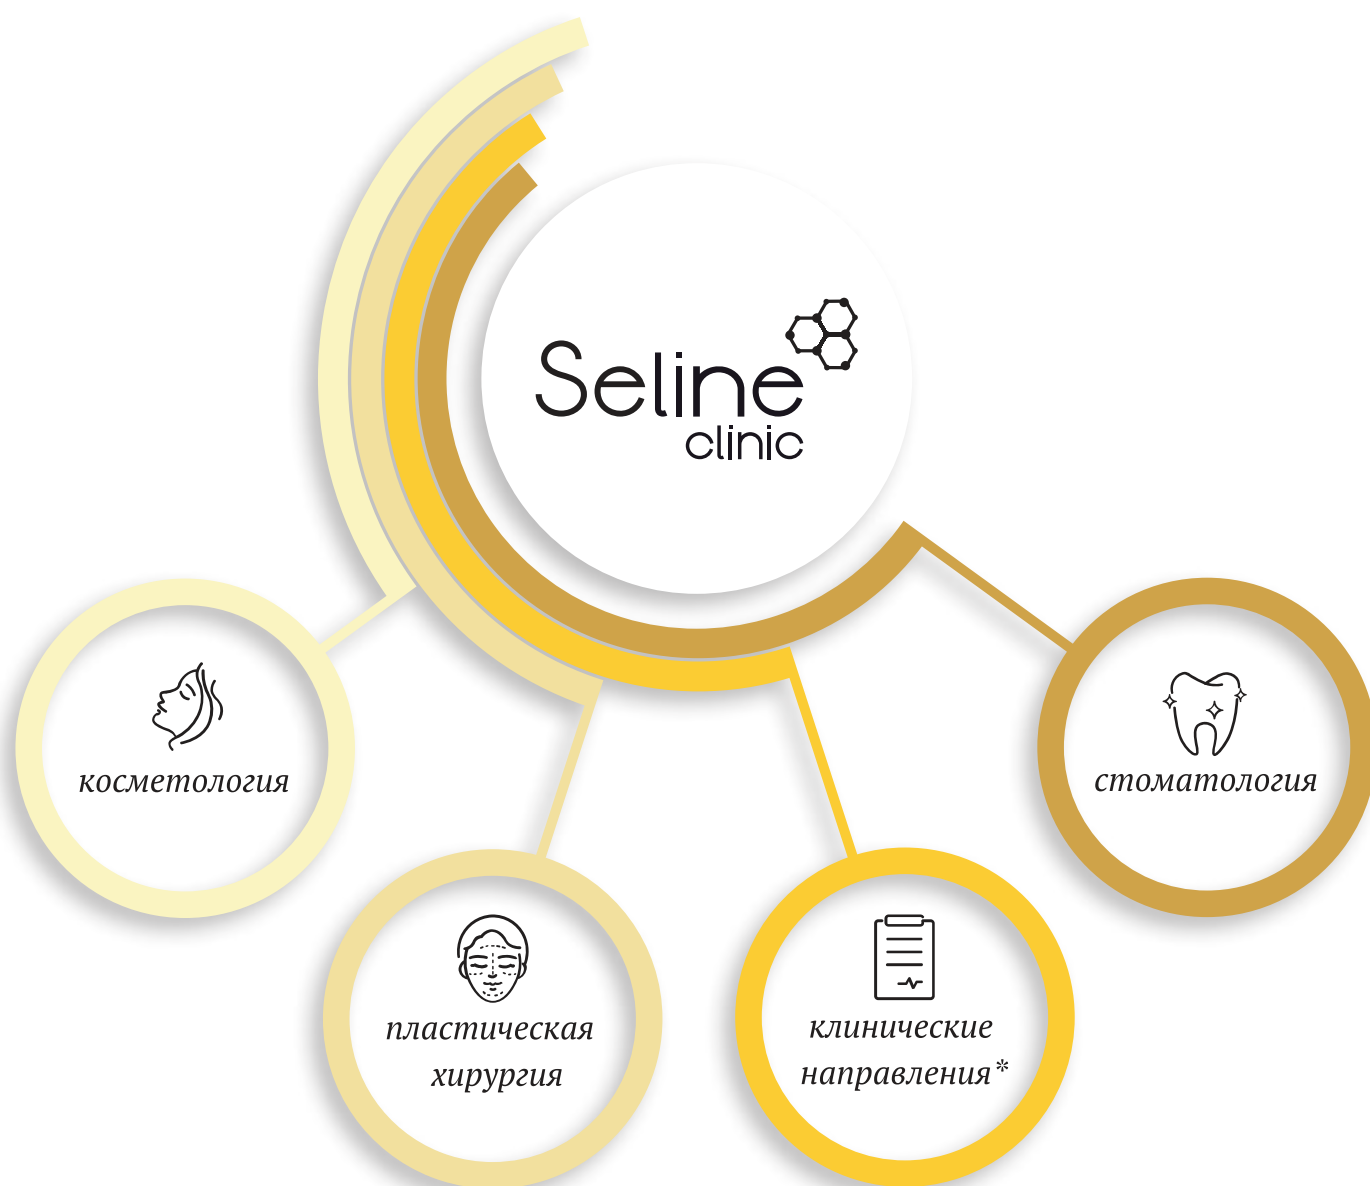 Seline
clinic
косметология
стоматология
пластическая
хирургия
клинические
направления*